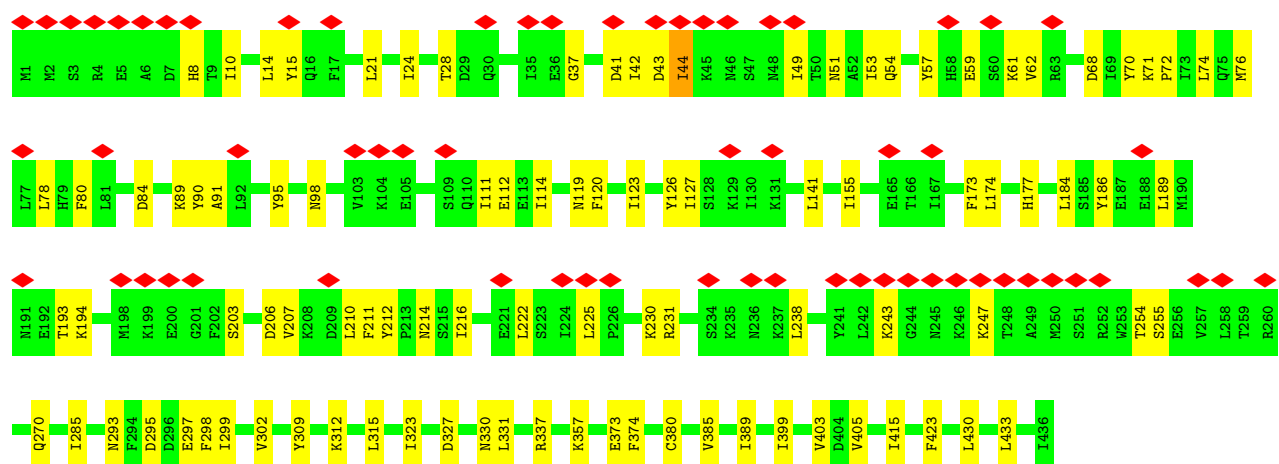 M1 M2 S3 R4 E5 A6 D7 H8 T9 I10 L14 Y15 Q16 F17 L21 I24 T28 D29 Q30 I35 E36 G37 D41 I42 D43 I44 K45 N46 S47 N48 I49 T50 N51 A52 I53 Q54 Y57 H58 E59 S60 K61 V62 R63 D68 I69 Y70 K71 P72 I73 L74 Q75 M76
L77 L78 H79 F80 L81 D84 K89 Y90 A91 L92 Y95 N98 V103 K104 E105 S109 Q110 I111 E112 E113 I114 N119 F120 I123 Y126 I127 S128 K129 I130 K131 L141 I155 E165 T166 I167 F173 L174 H177 L184 S185 Y186 E187 E188 L189 M190
N191 E192 T193 K194 M198 K199 E200 G201 F202 S203 D206 V207 K208 D209 L210 F211 Y212 P213 N214 S215 I216 E221 L222 S223 I224 L225 P226 K230 R231 S234 K235 N236 K237 L238 Y241 L242 K243 G244 N245 K246 K247 T248 A249 M250 S251 R252 W253 T254 S255 E256 V257 L258 T259 R260
Q270 I285 N293 F294 D295 D296 E297 F298 I299 V302 Y309 K312 L315 I323 D327 N330 L331 R337 K357 E373 F374 C380 V385 I389 I399 V403 D404 V405 I415 F423 L430 L433 I436